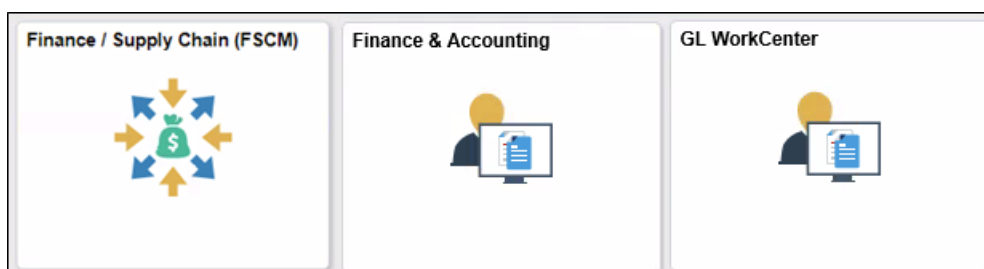 Finance / Supply Chain (FSCM)
Finance & Accounting
GL WorkCenter
$